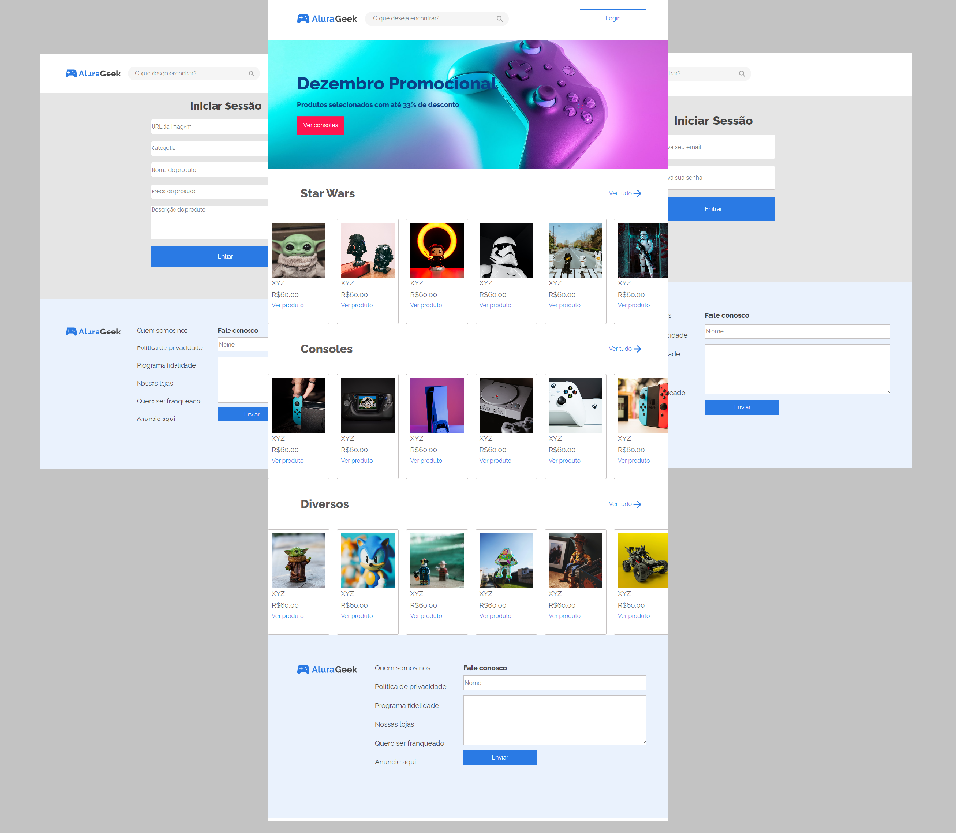 AluraGeek
Login
Dezembro Promocional
Produtos selecionados com até 33% de desconto
Ver consoles
Star Wars
Ver tudo
XYZ
R$60,00
Ver produto
XYZ
R$60,00
Ver produto
XYZ
R$60,00
Ver produto
XYZ
R$60,00
Ver produto
XYZ
R$60,00
Ver produto
XYZ
R$60,00
Ver produto
Consoles
Ver tudo
XYZ
R$60,00
Ver produto
XYZ
R$60,00
Ver produto
XYZ
R$60,00
Ver produto
XYZ
R$60,00
Ver produto
XYZ
R$60,00
Ver produto
XYZ
R$60,00
Ver produto
Diversos
Ver tudo
XYZ
R$60,00
Ver produto
XYZ
R$60,00
Ver produto
XYZ
R$60,00
Ver produto
XYZ
R$60,00
Ver produto
XYZ
R$60,00
Ver produto
XYZ
R$60,00
Ver produto
AluraGeek
Quem somos nós
Política de privacidade
Programa fidelidade
Nossas lojas
Quero ser franqueado
Anuncie aqui
Fale conosco
Nome
Enviar
AluraGeek
Iniciar Sessão
URL da imagem
Categoria
Nome do produto
Preço do produto
Descrição do produto
Entrar
AluraGeek
Quem somos nós
Política de privacidade
Programa fidelidade
Nossas lojas
Quero ser franqueado
Anuncie aqui
Fale conosco
Nome
Enviar
Iniciar Sessão
seu email
sua senha
Entrar
Fale conosco
Nome
Enviar